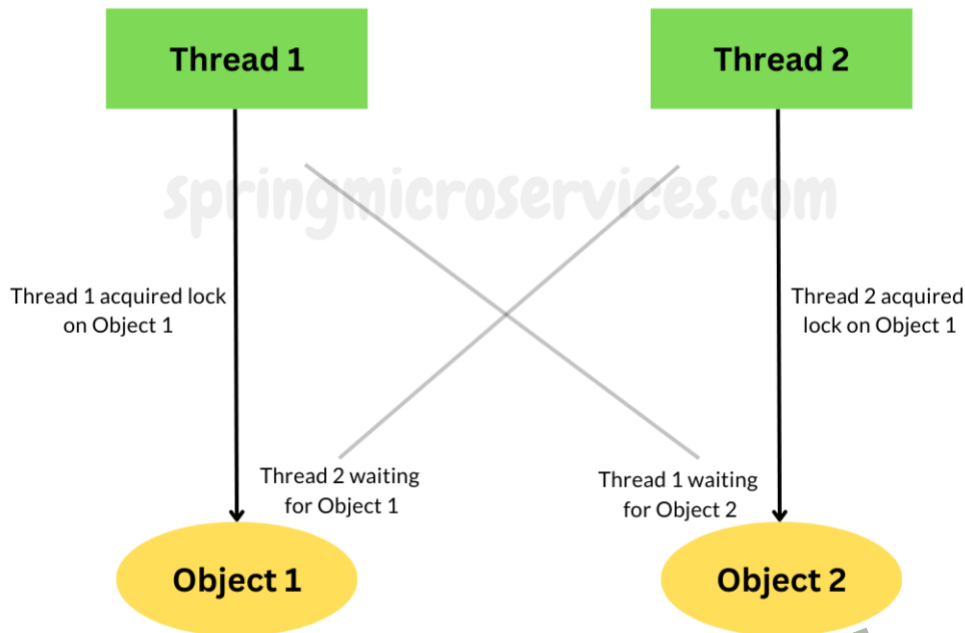 Thread 1
Thread 2
springmicroservices.com
Thread 1 acquired lock
on Object 1
Thread 2 acquired
lock on Object 1
Thread 2 waiting
for Object 1
Thread 1 waiting
for Object 2
Object 1
Object 2